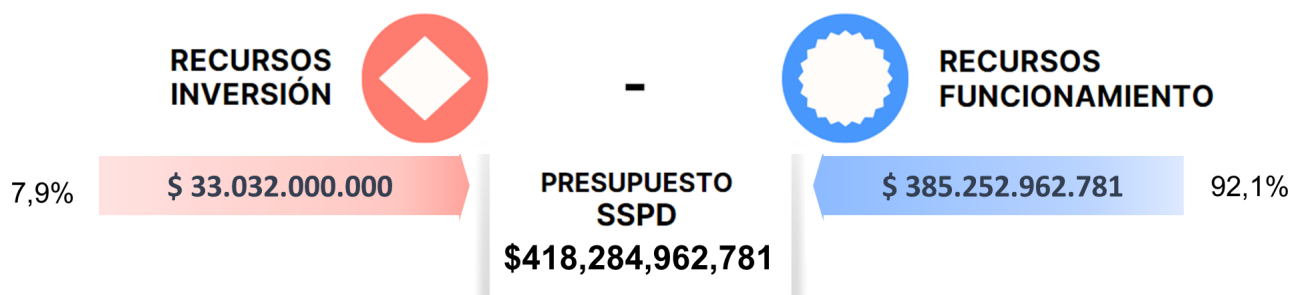 RECURSOS
INVERSIÓN
-
RECURSOS
FUNCIONAMIENTO
7,9%
$ 33.032.000.000
PRESUPUESTO
SSPD
$418,284,962,781
$ 385.252.962.781
92,1%